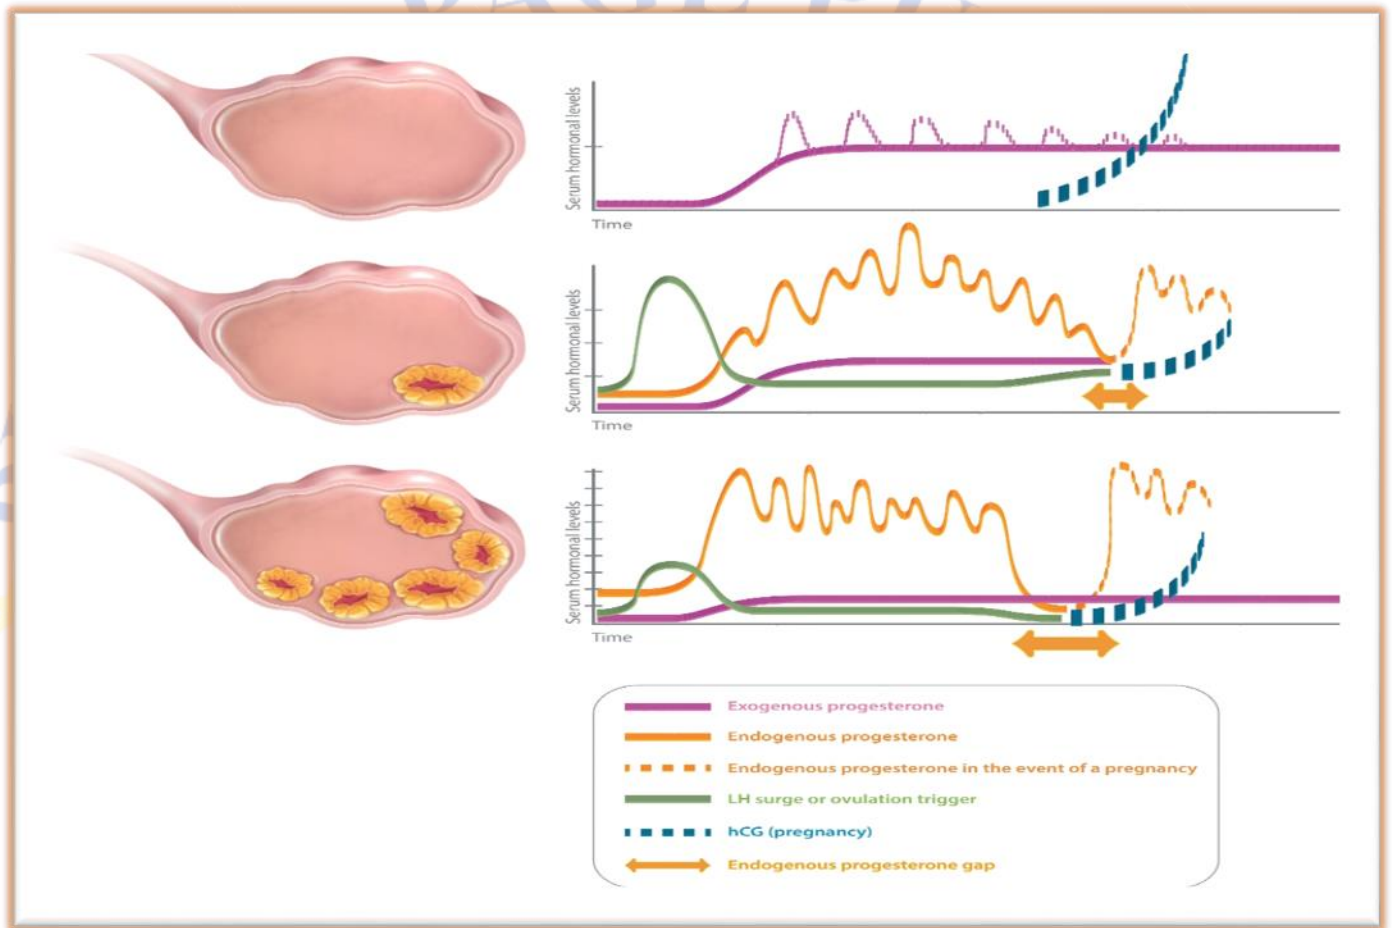 Serum hormonal levels
Time
Serum hormonal levels
Time
Serum hormonal levels
Time
Exogenous progesterone
Endogenous progesterone
Endogenous progesterone in the event of a pregnancy
LH surge or ovulation trigger
hCG (pregnancy)
Endogenous progesterone gap